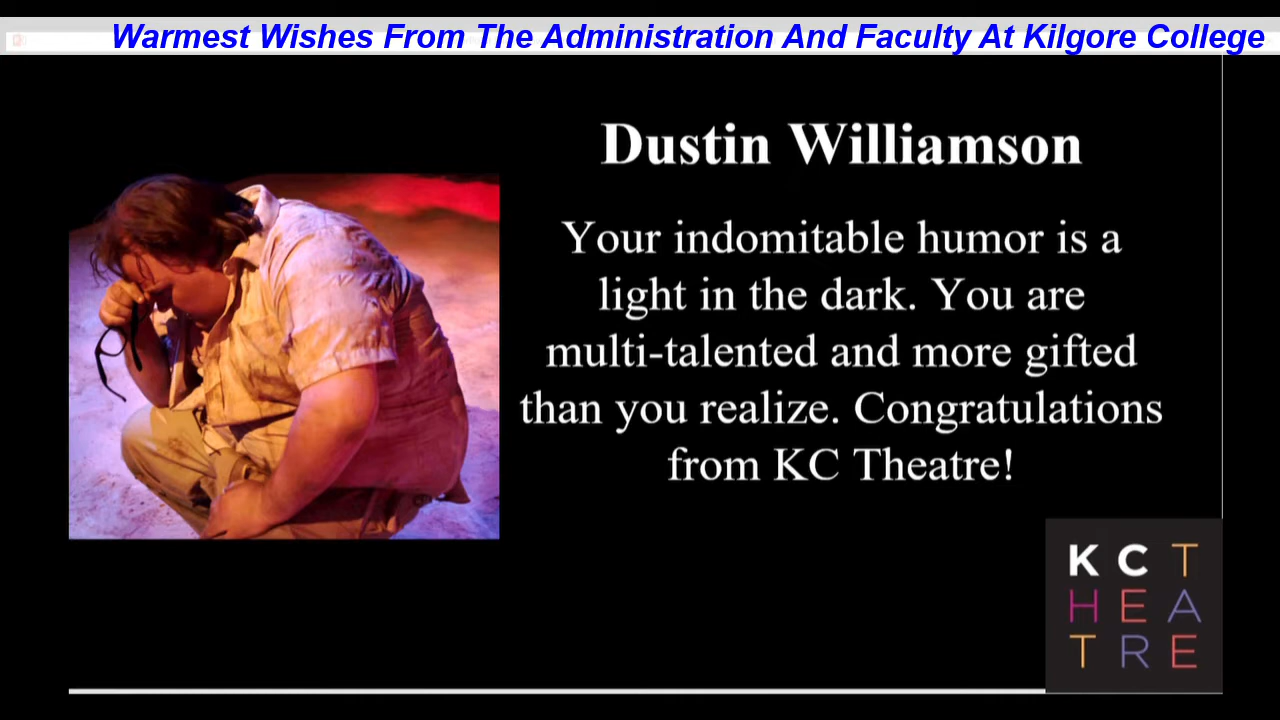 Warmest Wishes From The Administration And Faculty At Kilgore College
Dustin Williamson
Your indomitable humor is a
light in the dark. You are
multi-talented and more gifted
than you realize. Congratulations
from KC Theatre!
KCT
HEA
TRE